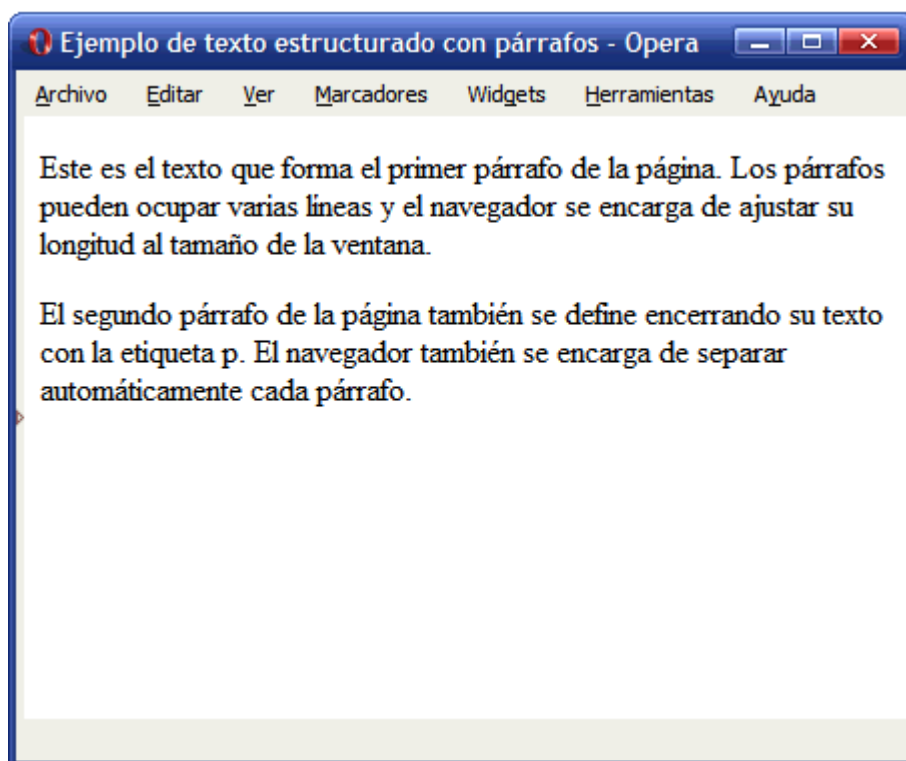 Ejemplo de texto estructurado con párrafos - Opera
Archivo Editar Ver Marcadores Widgets Herramientas Ayuda
Este es el texto que forma el primer párrafo de la página. Los párrafos
pueden ocupar varias líneas y el navegador se encarga de ajustar su
longitud al tamaño de la ventana.
El segundo párrafo de la página también se define encerrando su texto
con la etiqueta p. El navegador también se encarga de separar
automáticamente cada párrafo.